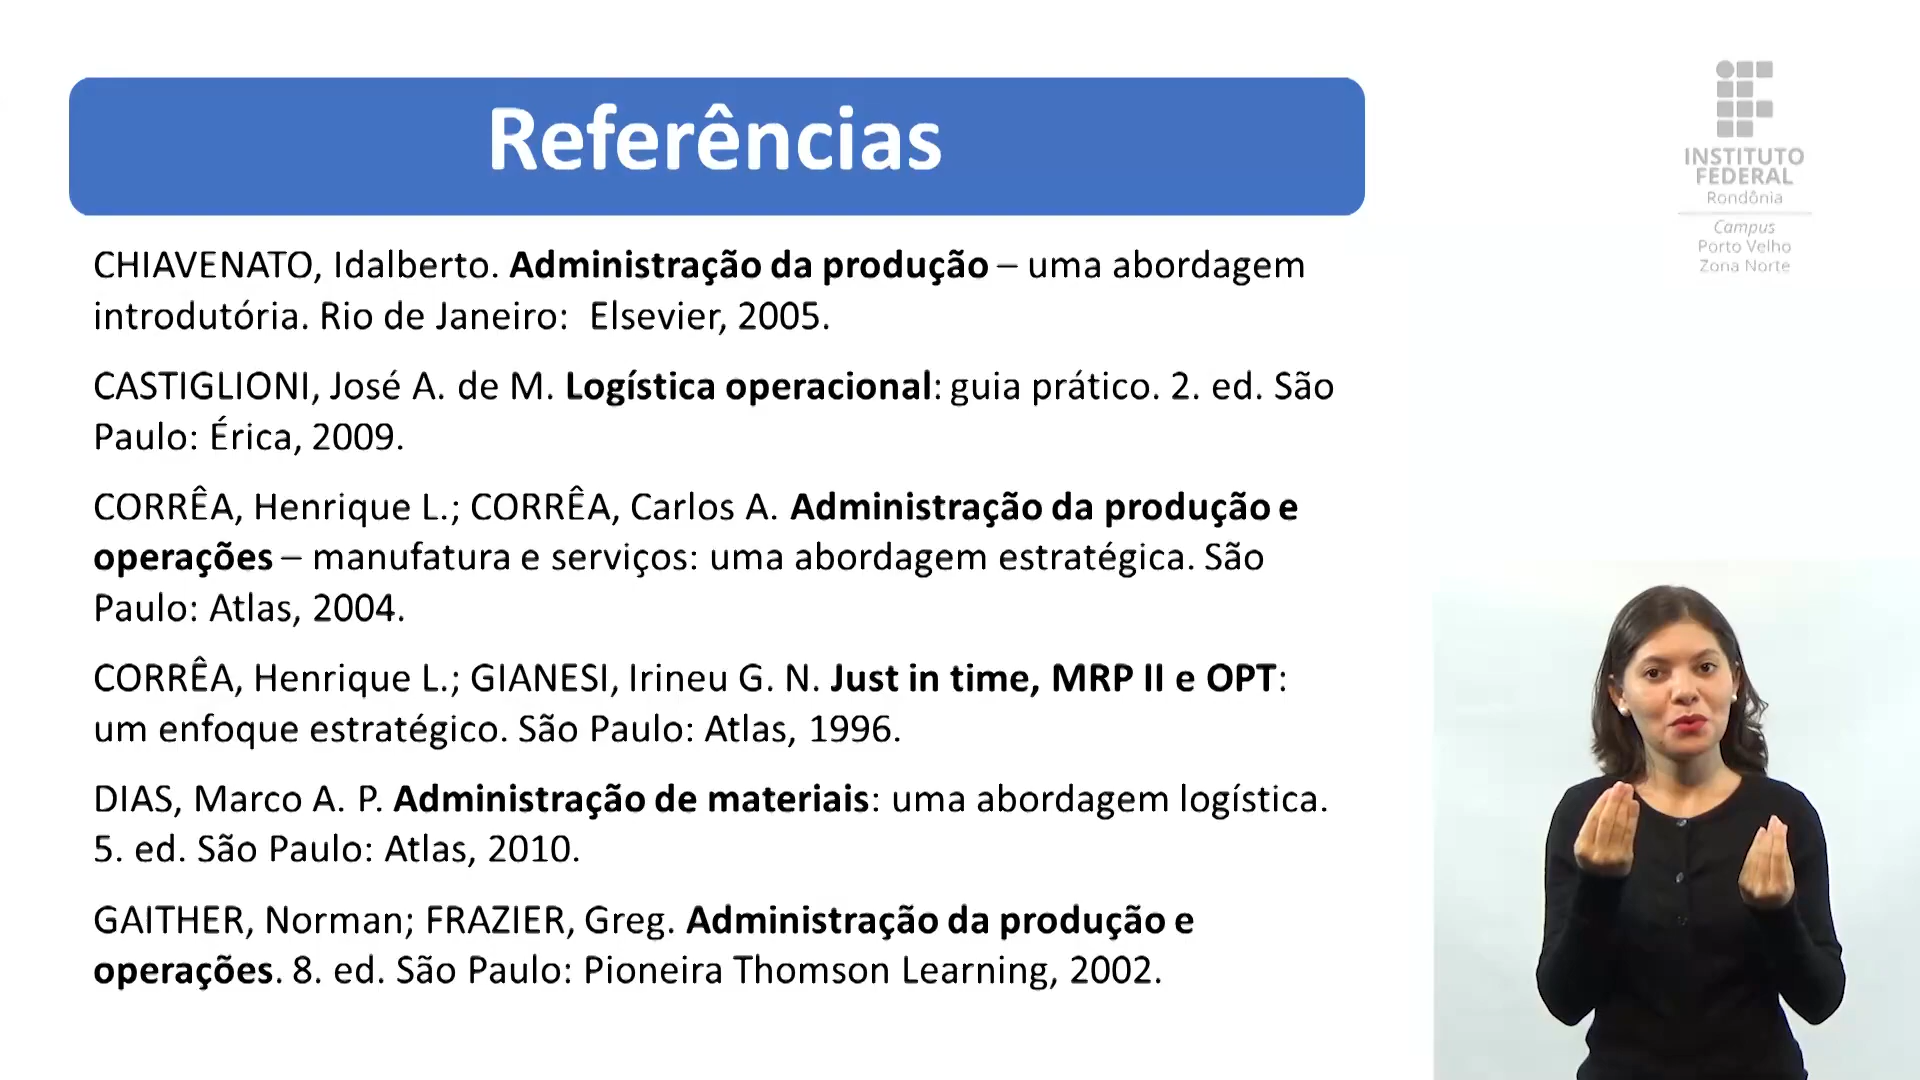 Referências
INSTITUTO
FEDERAL
Rondônia
Campus
Porto Velho
Zona Norte
CHIAVENATO, Idalberto. Administração da produção – uma abordagem
introdutória. Rio de Janeiro:  Elsevier, 2005.
CASTIGLIONI, José A. de M. Logística operacional: guia prático. 2. ed. São
Paulo: Érica, 2009.
CORRÊA, Henrique L.; CORRÊA, Carlos A. Administração da produção e
operações – manufatura e serviços: uma abordagem estratégica. São
Paulo: Atlas, 2004.
CORRÊA, Henrique L.; GIANESI, Irineu G. N. Just in time, MRP II e OPT:
um enfoque estratégico. São Paulo: Atlas, 1996.
DIAS, Marco A. P. Administração de materiais: uma abordagem logística.
5. ed. São Paulo: Atlas, 2010.
GAITHER, Norman; FRAZIER, Greg. Administração da produção e
operações. 8. ed. São Paulo: Pioneira Thomson Learning, 2002.